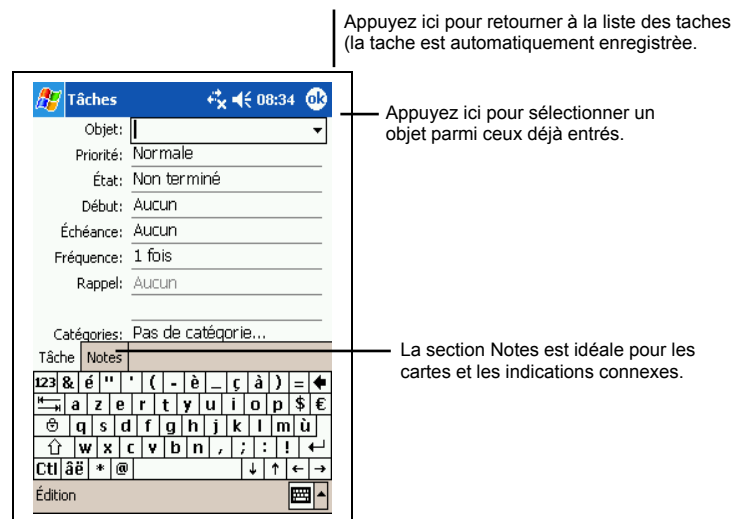 Appuyez ici pour retourner à la liste des taches
(la tache est automatiquement enregistrèe.
Tâches 08:34 ok
Appuyez ici pour sélectionner un
objet parmi ceux déjà entrés.
Objet:
Priorité: Normale
État: Non terminé
Début: Aucun
Échéance: Aucun
Fréquence: 1 fois
Rappel: Aucun
Catégories: Pas de catégorie...
Tâche Notes
La section Notes est idéale pour les
cartes et les indications connexes.
123 & é " ' ( - è _ ç à ) =
a z e r t y u i o p $ €
q s d f g h j k l m ù
w x c v b n , ; : !
Ctl âë * @ ↓ ↑ ← →
Édition